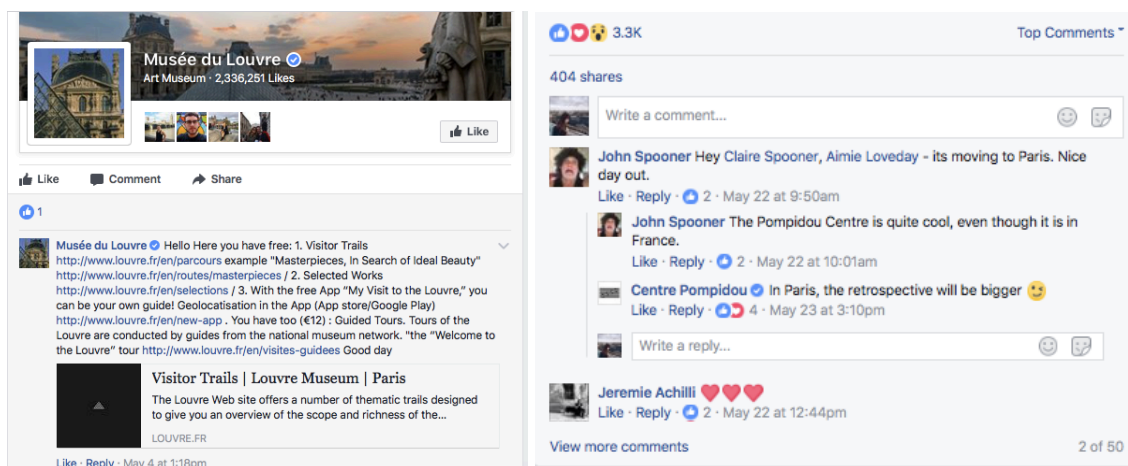 Musée du Louvre
Art Museum · 2,336,251 Likes
Like
Like Comment Share
1
Musée du Louvre Hello Here you have free: 1. Visitor Trails
http://www.louvre.fr/en/parcours example "Masterpieces, In Search of Ideal Beauty"
http://www.louvre.fr/en/routes/masterpieces / 2. Selected Works
http://www.louvre.fr/en/selections / 3. With the free App “My Visit to the Louvre,” you
can be your own guide! Geolocatisation in the App (App store/Google Play)
http://www.louvre.fr/en/new-app . You have too (€12) : Guided Tours. Tours of the
Louvre are conducted by guides from the national museum network. "the “Welcome to
the Louvre” tour http://www.louvre.fr/en/visites-guidees Good day
Visitor Trails | Louvre Museum | Paris
The Louvre Web site offers a number of thematic trails designed
to give you an overview of the scope and richness of the...
LOUVRE.FR
Like · Reply · May 4 at 1:18pm
3.3K
Top Comments
404 shares
Write a comment...
John Spooner Hey Claire Spooner, Aimie Loveday - its moving to Paris. Nice
day out.
Like · Reply · 2 · May 22 at 9:50am
John Spooner The Pompidou Centre is quite cool, even though it is in
France.
Like · Reply · 2 · May 22 at 10:01am
Centre Pompidou In Paris, the retrospective will be bigger 😉
Like · Reply · 4 · May 23 at 3:10pm
Write a reply...
Jeremie Achilli ❤️❤️❤️
Like · Reply · 2 · May 22 at 12:44pm
View more comments
2 of 50